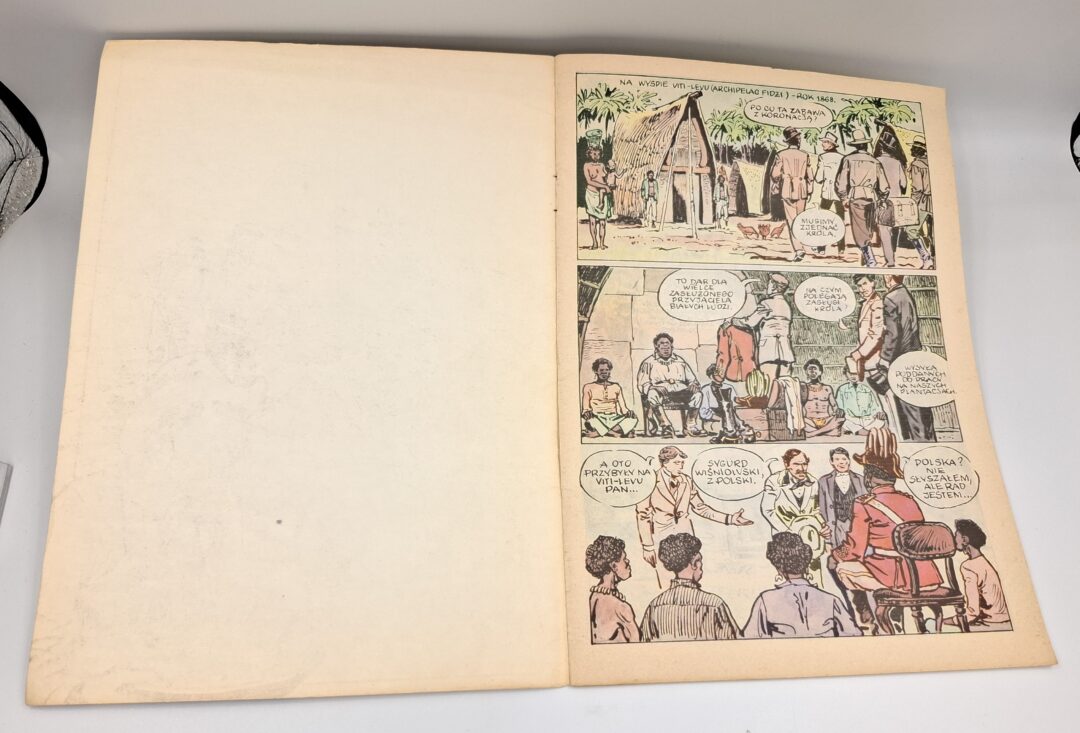 NA WYSPIE VITI-LEVU (ARCHIPELAG FIDŻI) - ROK 1868.
PO CO TA ZABAWA
Z KORONACJĄ?
MUSIMY
ZJEDNAĆ
KRÓLA.
TO DAR DLA
WIELCE
ZASŁUŻONEGO
PRZYJACIELA
BIAŁYCH LUDZI.
NA CZYM
POLEGAJĄ
ZASŁUGI
KRÓLA?
WYSYŁA
PODDANYCH
DO PRACY
NA NASZYCH
PLANTACJACH.
A OTO
PRZYBYŁY NA
VITI-LEVU
PAN...
SYGURD
WIŚNIOWSKI,
Z POLSKI.
POLSKA?
NIE
SŁYSZAŁEM,
ALE RAD
JESTEM...